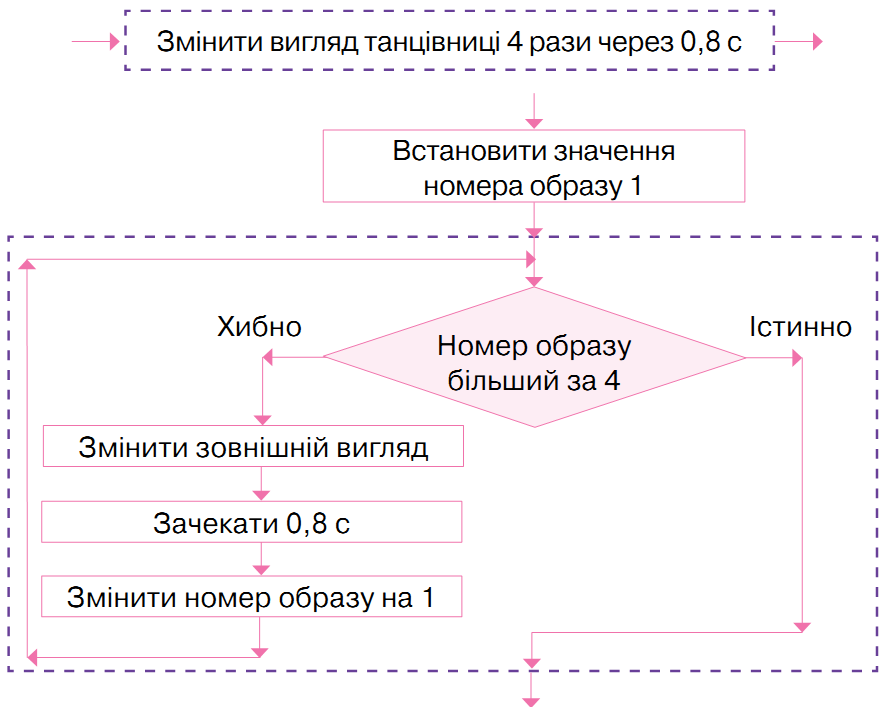 Змінити вигляд танцівниці 4 рази через 0,8 с
Встановити значення
номера образу 1
Хибно
Істинно
Номер образу
більший за 4
Змінити зовнішній вигляд
Зачекати 0,8 с
Змінити номер образу на 1